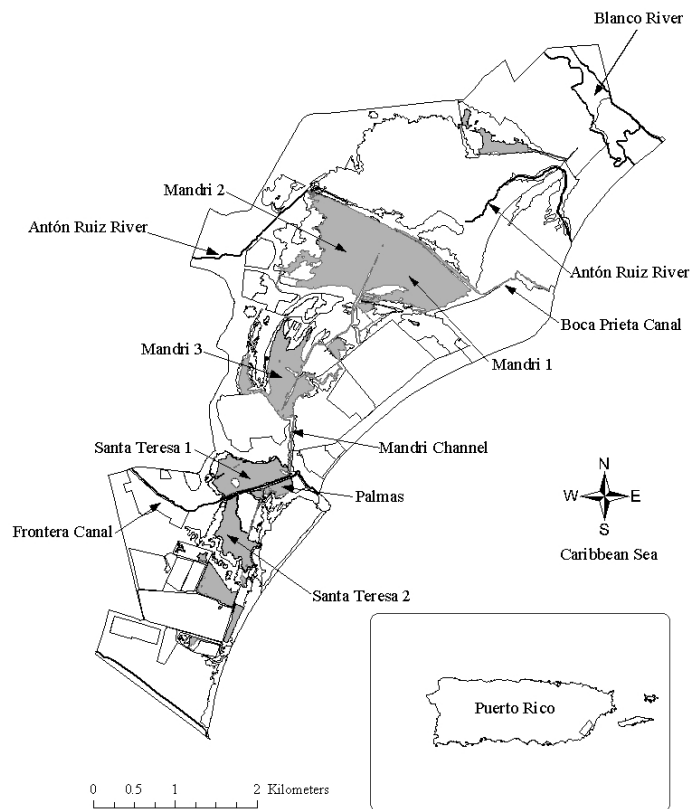 Blanco River
Mandri 2
Antón Ruiz River
Antón Ruiz River
Boca Prieta Canal
Mandri 3
Mandri 1
Santa Teresa 1
Mandri Channel
Palmas
Frontera Canal
N
W E
S
Caribbean Sea
Santa Teresa 2
Puerto Rico
0 0.5 1 2 Kilometers